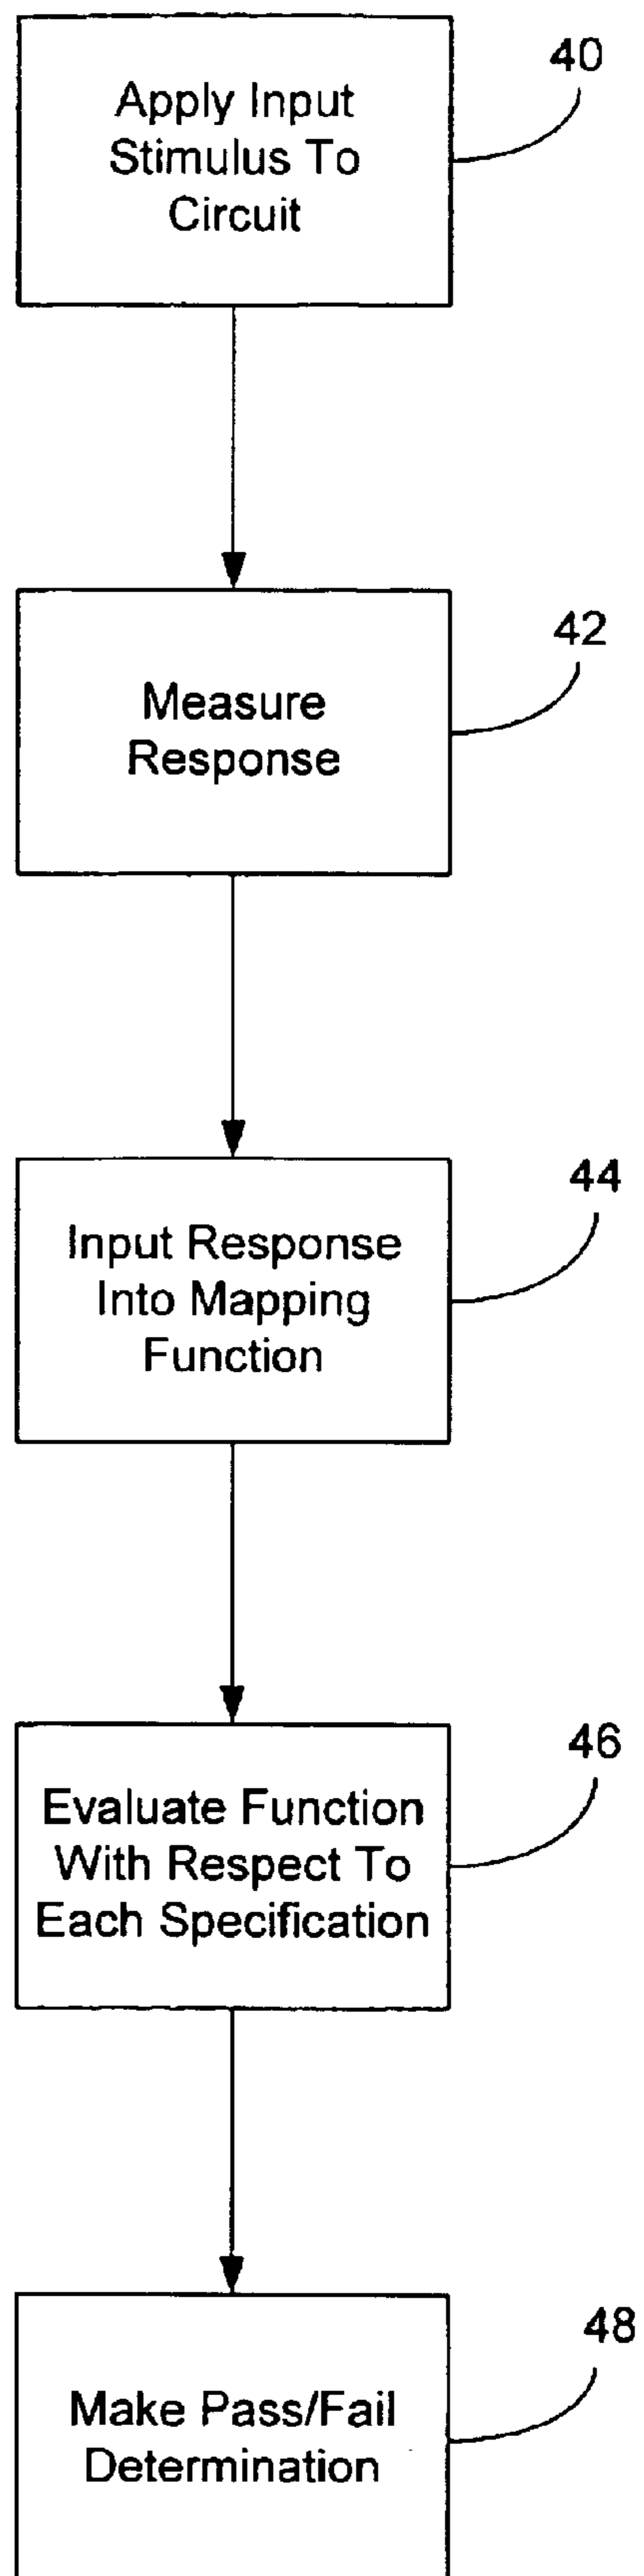 40
Apply Input
Stimulus To
Circuit
42
Measure
Response
44
Input Response
Into Mapping
Function
46
Evaluate Function
With Respect To
Each Specification
48
Make Pass/Fail
Determination